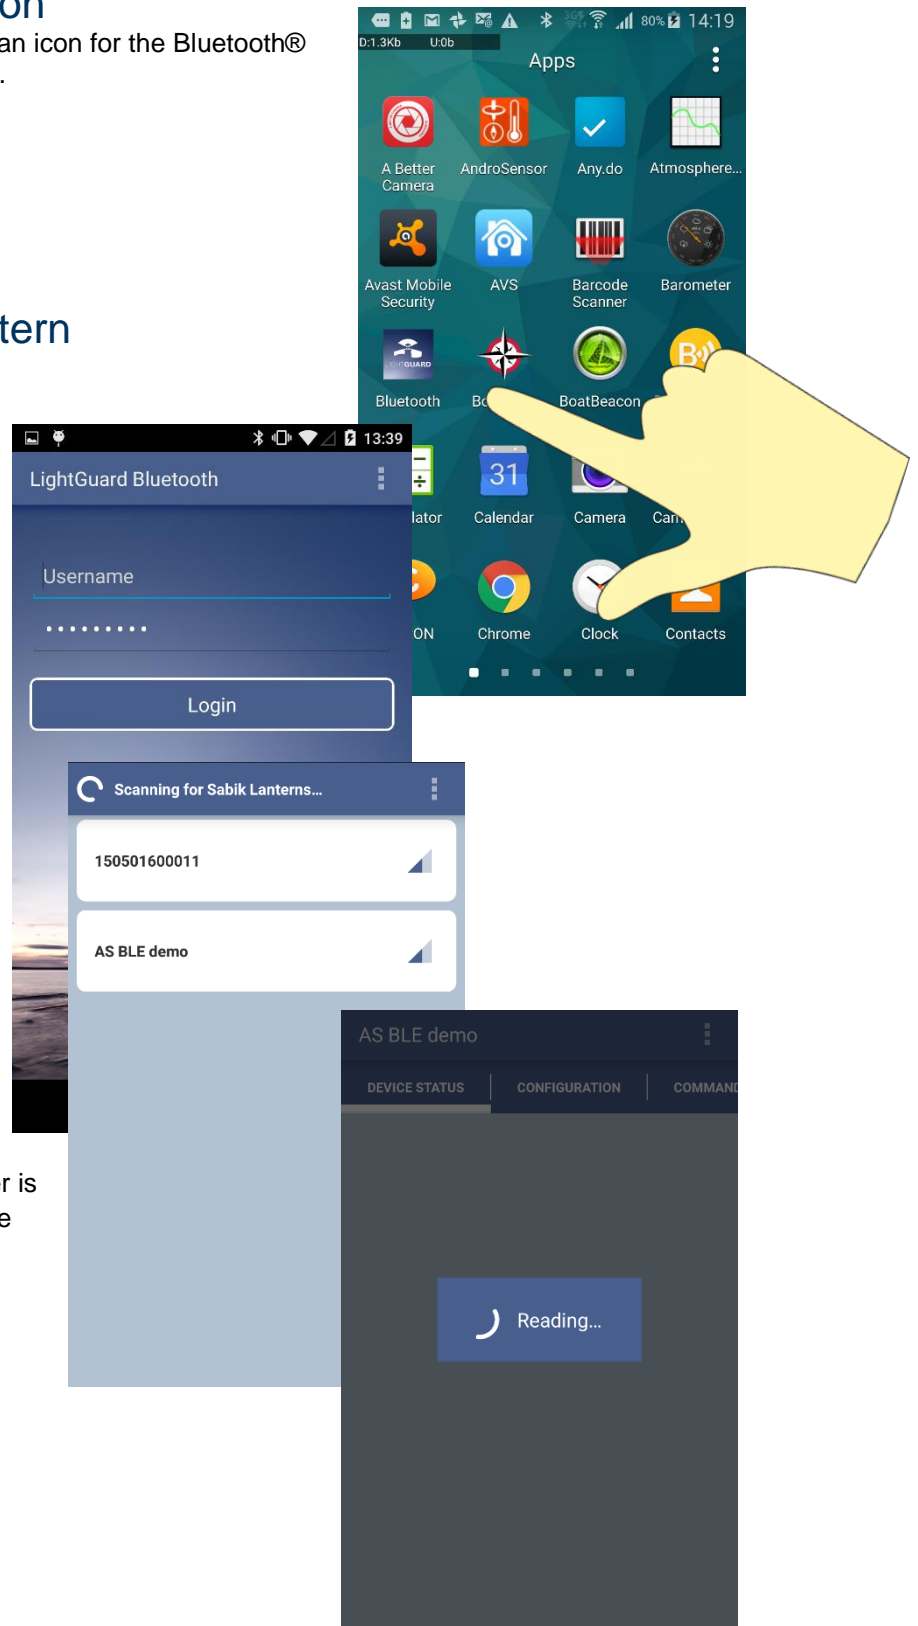 on
an icon for the Bluetooth®
.
tern
80% 14:19
D:1.3Kb U:0b
Apps
A Better Camera
AndroSensor
Any.do
Atmosphere...
Avast Mobile Security
AVS
Barcode Scanner
Barometer
LIGHTGUARD
Bluetooth
BoatBeacon
31
lator
Calendar
Camera
ON
Chrome
Clock
Contacts
13:39
LightGuard Bluetooth
Username
•••••••••
Login
Scanning for Sabik Lanterns...
150501600011
AS BLE demo
AS BLE demo
DEVICE STATUS
CONFIGURATION
COMMAND
Reading...
r is
e